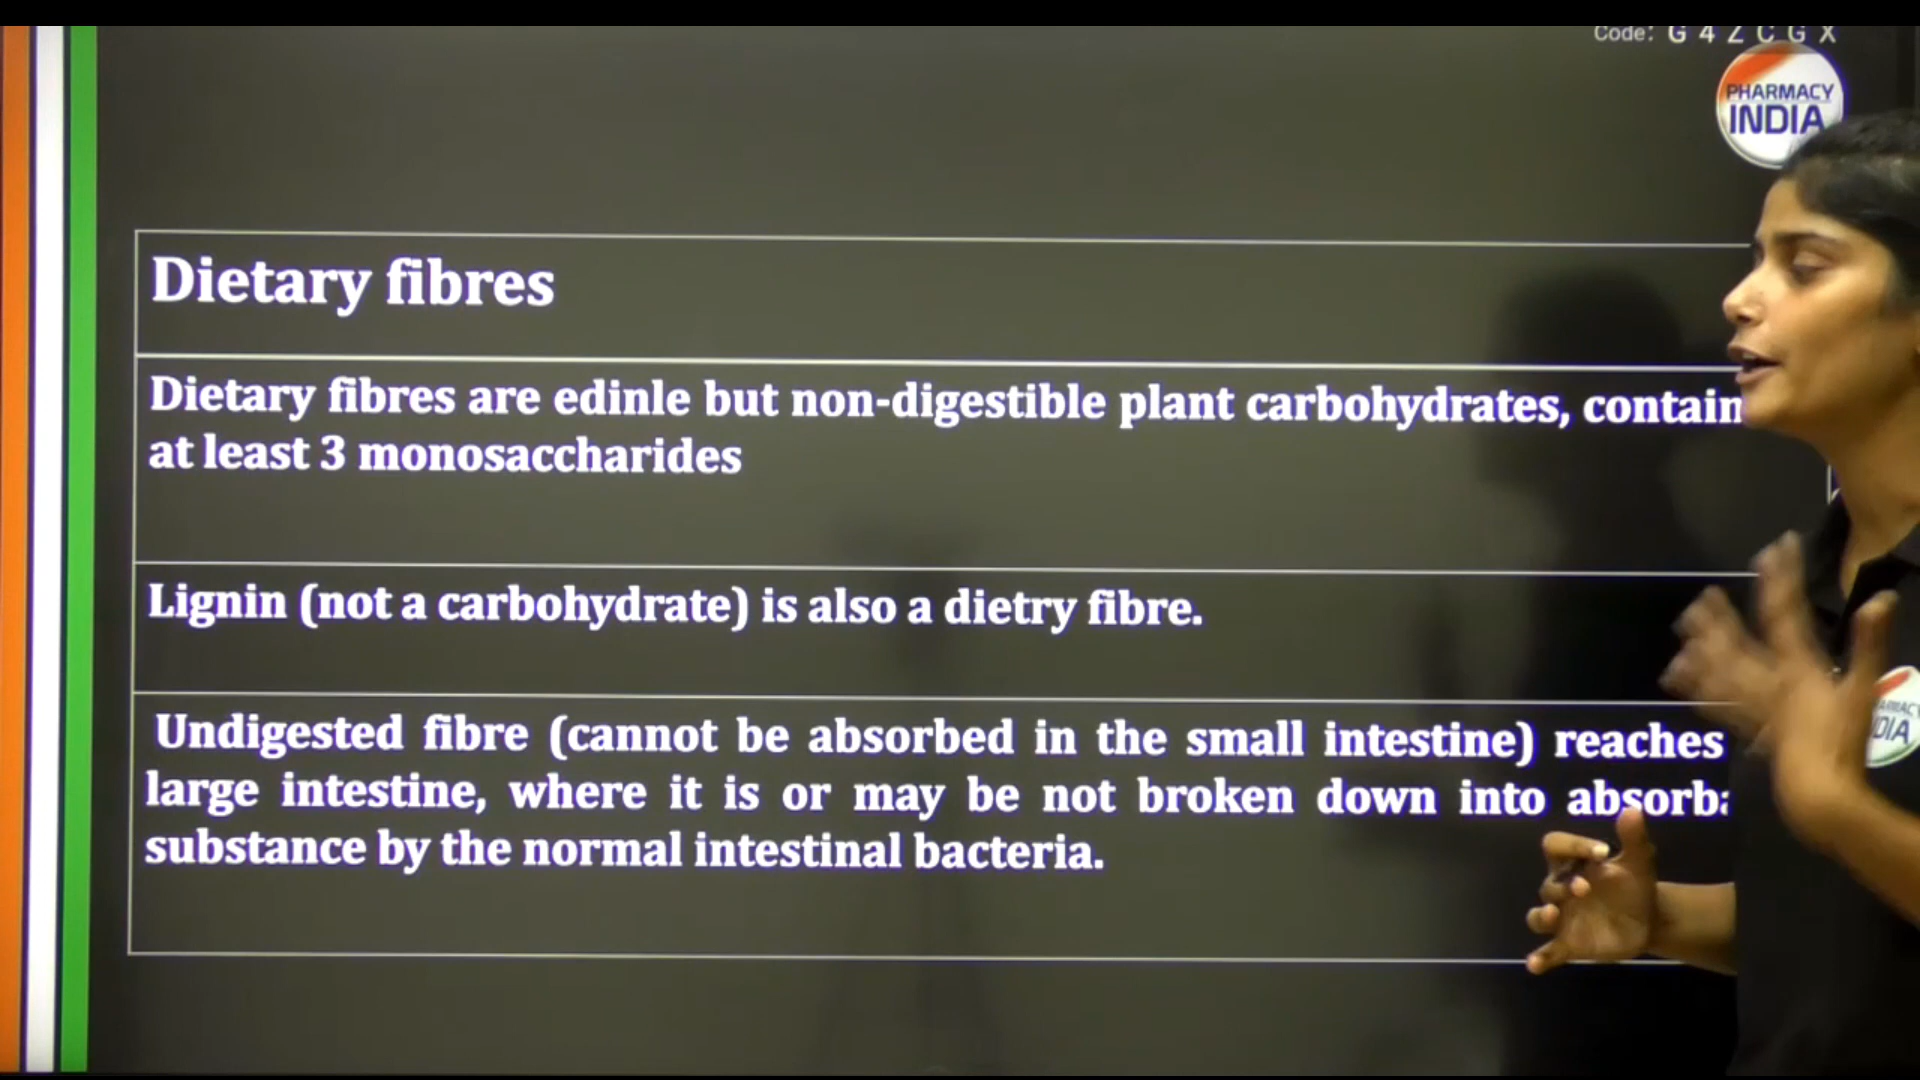 Code: G 4 Z C G X
PHARMACY
INDIA
Dietary fibres
Dietary fibres are edinle but non-digestible plant carbohydrates, contain
at least 3 monosaccharides
Lignin (not a carbohydrate) is also a dietry fibre.
Undigested fibre (cannot be absorbed in the small intestine) reaches
large intestine, where it is or may be not broken down into
substance by the normal intestinal bacteria.